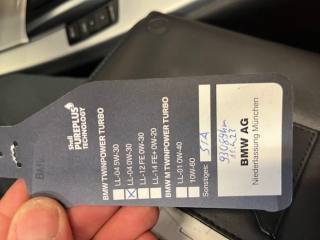 Shell
PUREPLUS
TECHNOLOGY
BMW TWINPOWER TURBO
LL-04 5W-30
LL-04 0W-30
LL-12 FE 0W-30
LL-14 FE+ 0W-20
BMW M TWINPOWER TURBO
LL-01 0W-40
10W-60
Sonstiges:
BMW AG
Niederlassung München